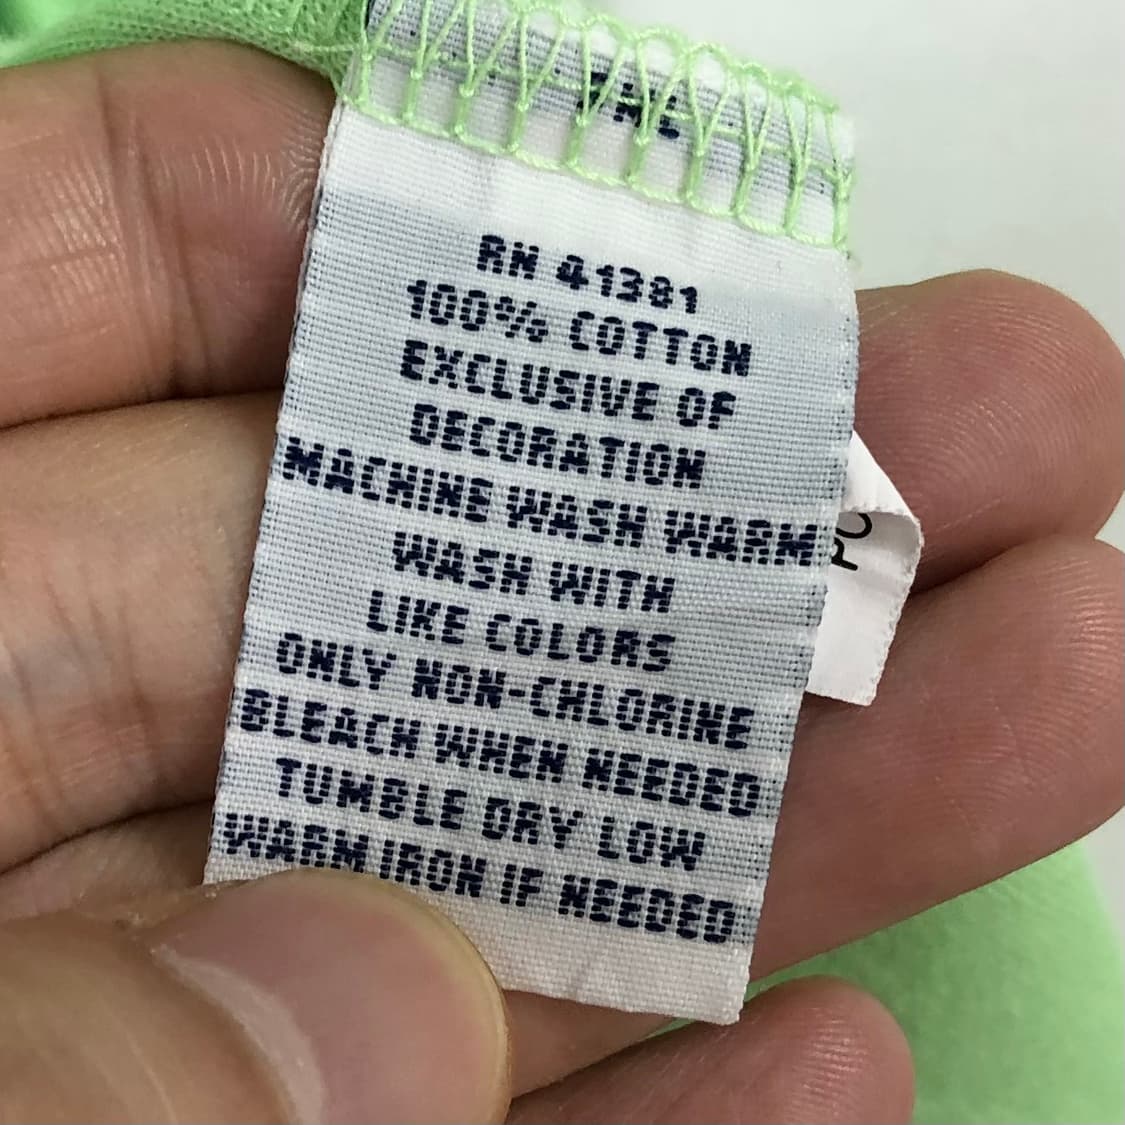 RN 41381
100% COTTON
EXCLUSIVE OF
DECORATION
MACHINE WASH WARM
WASH WITH
LIKE COLORS
ONLY NON-CHLORINE
BLEACH WHEN NEEDED
TUMBLE DRY LOW
WARM IRON IF NEEDED